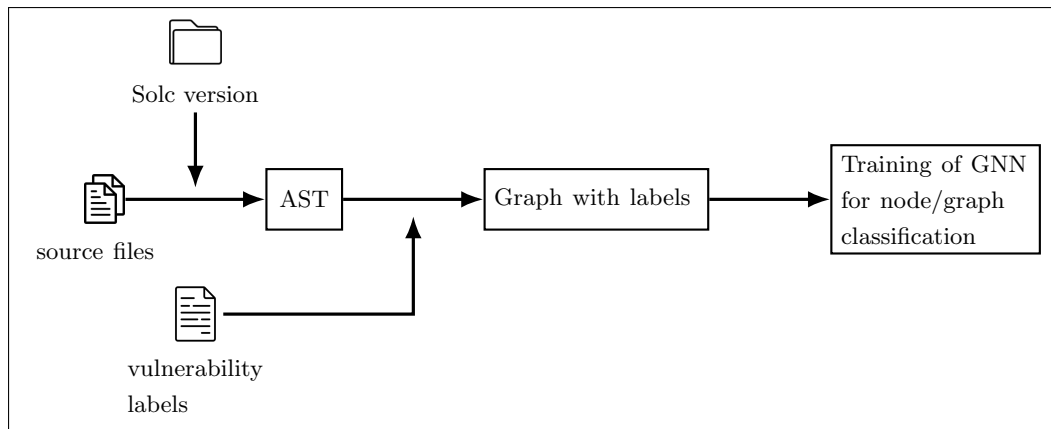 Solc version
source files
AST
vulnerability
labels
Graph with labels
Training of GNN
for node/graph
classification